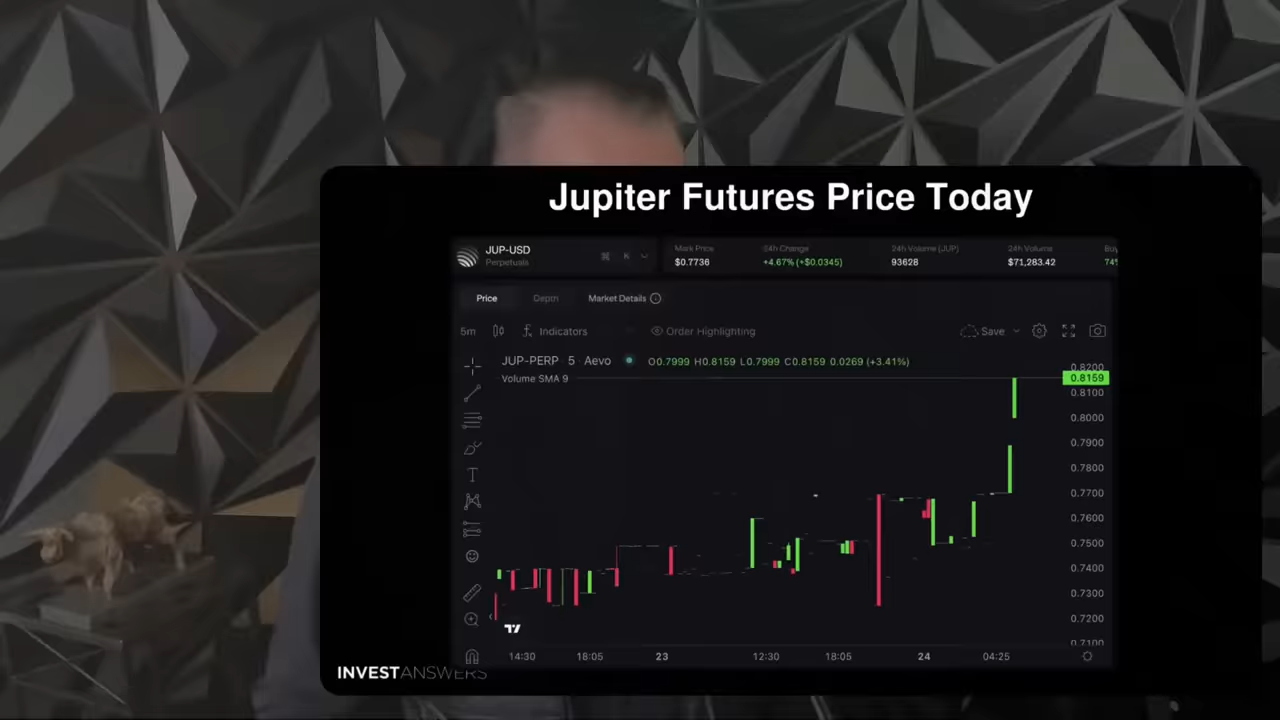 Jupiter Futures Price Today
JUP-USD
Perpetuals
Mark Price
$0.7736
24h Change
+4.67% (+$0.0345)
24h Volume (JUP)
93628
24h Volume
$71,283.42
74
Price
Depth
Market Details
5m
Indicators
Order Highlighting
Save
JUP-PERP · 5 · Aevo
O0.7999 H0.8159 L0.7999 C0.8159 0.0269 (+3.41%)
Volume SMA 9
0.8200
0.8159
0.8100
0.8000
0.7900
0.7800
0.7700
0.7600
0.7500
0.7400
0.7300
0.7200
0.7100
14:30 18:05 23 12:30 18:05 24 04:25
INVESTANSWERS